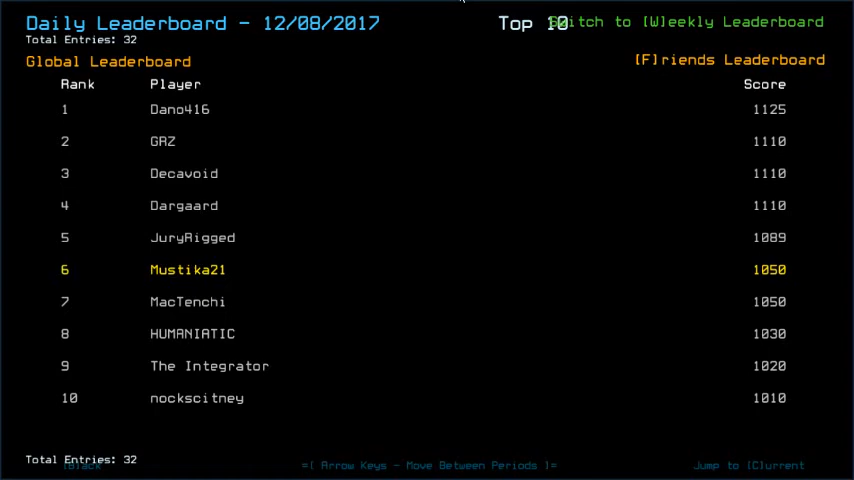 Daily Leaderboard - 12/08/2017 Top 10 Switch to [W]eekly Leaderboard
Total Entries: 32
Global Leaderboard [F]riends Leaderboard
Rank Player Score
1 Dano416 1125
2 GRZ 1110
3 Decavoid 1110
4 Dargaard 1110
5 JuryRigged 1089
6 Mustika21 1050
7 MacTenchi 1050
8 HUMANIATIC 1030
9 The Integrator 1020
10 nockscitney 1010
Total Entries: 32
[B]ack =[ Arrow Keys - Move Between Periods ]= Jump to [C]urrent